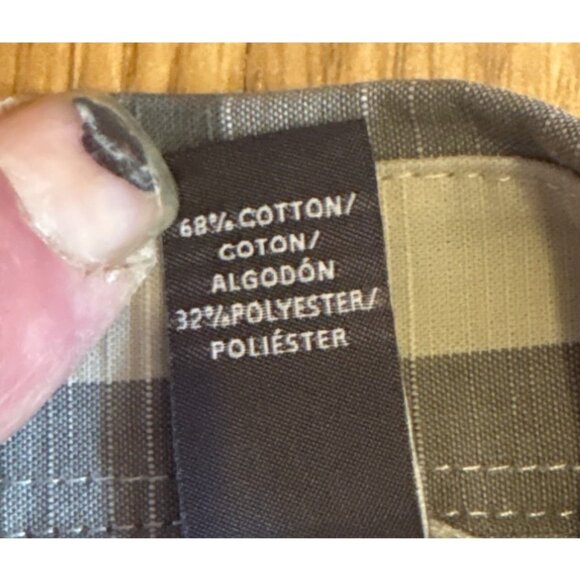 68% COTTON/
COTON/
ALGODÓN
32%POLYESTER/
POLIÉSTER